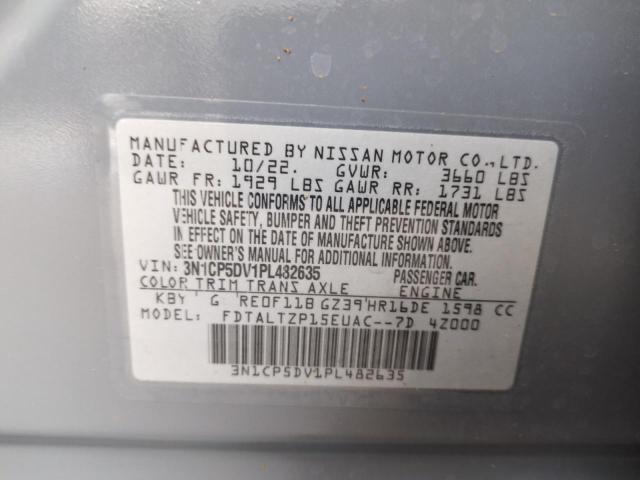 MANUFACTURED BY NISSAN MOTOR CO.,LTD.
DATE: 10/22. GVWR: 3660 LBS
GAWR FR: 1929 LBS GAWR RR: 1731 LBS
THIS VEHICLE CONFORMS TO ALL APPLICABLE FEDERAL MOTOR
VEHICLE SAFETY, BUMPER AND THEFT PREVENTION STANDARDS
IN EFFECT ON THE DATE OF MANUFACTURE SHOWN ABOVE.
SEE OWNER'S MANUAL FOR ADDITIONAL INFORMATION.
VIN: 3N1CP5DV1PL482635 PASSENGER CAR.
COLOR TRIM TRANS AXLE ENGINE
KBY G RE0F11B GZ39 HR16DE 1598 CC
MODEL: FDTALTZP15EUAC--7D 4Z000
3N1CP5DV1PL482635